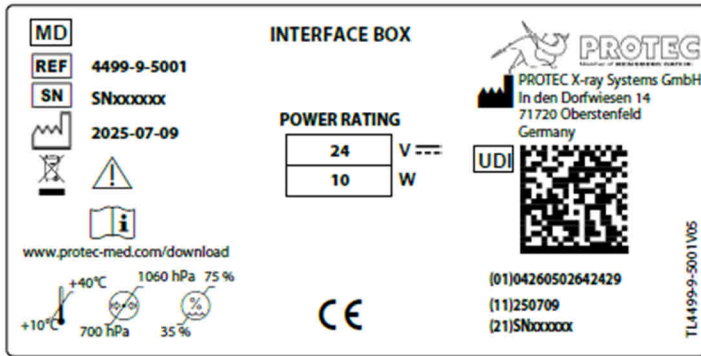 MD
INTERFACE BOX
PROTEC
REF 4499-9-5001
SN SNxxxxxx
2025-07-09
i
www.protec-med.com/download
+40°C
+10°C
1060 hPa
700 hPa
75 %
%
35 %
POWER RATING
24 V
10 W
CE
PROTEC X-ray Systems GmbH
In den Dorfwiesen 14
71720 Oberstenfeld
Germany
UDI
(01)04260502642429
(11)250709
(21)SNxxxxxx
TL4499-9-5001V05